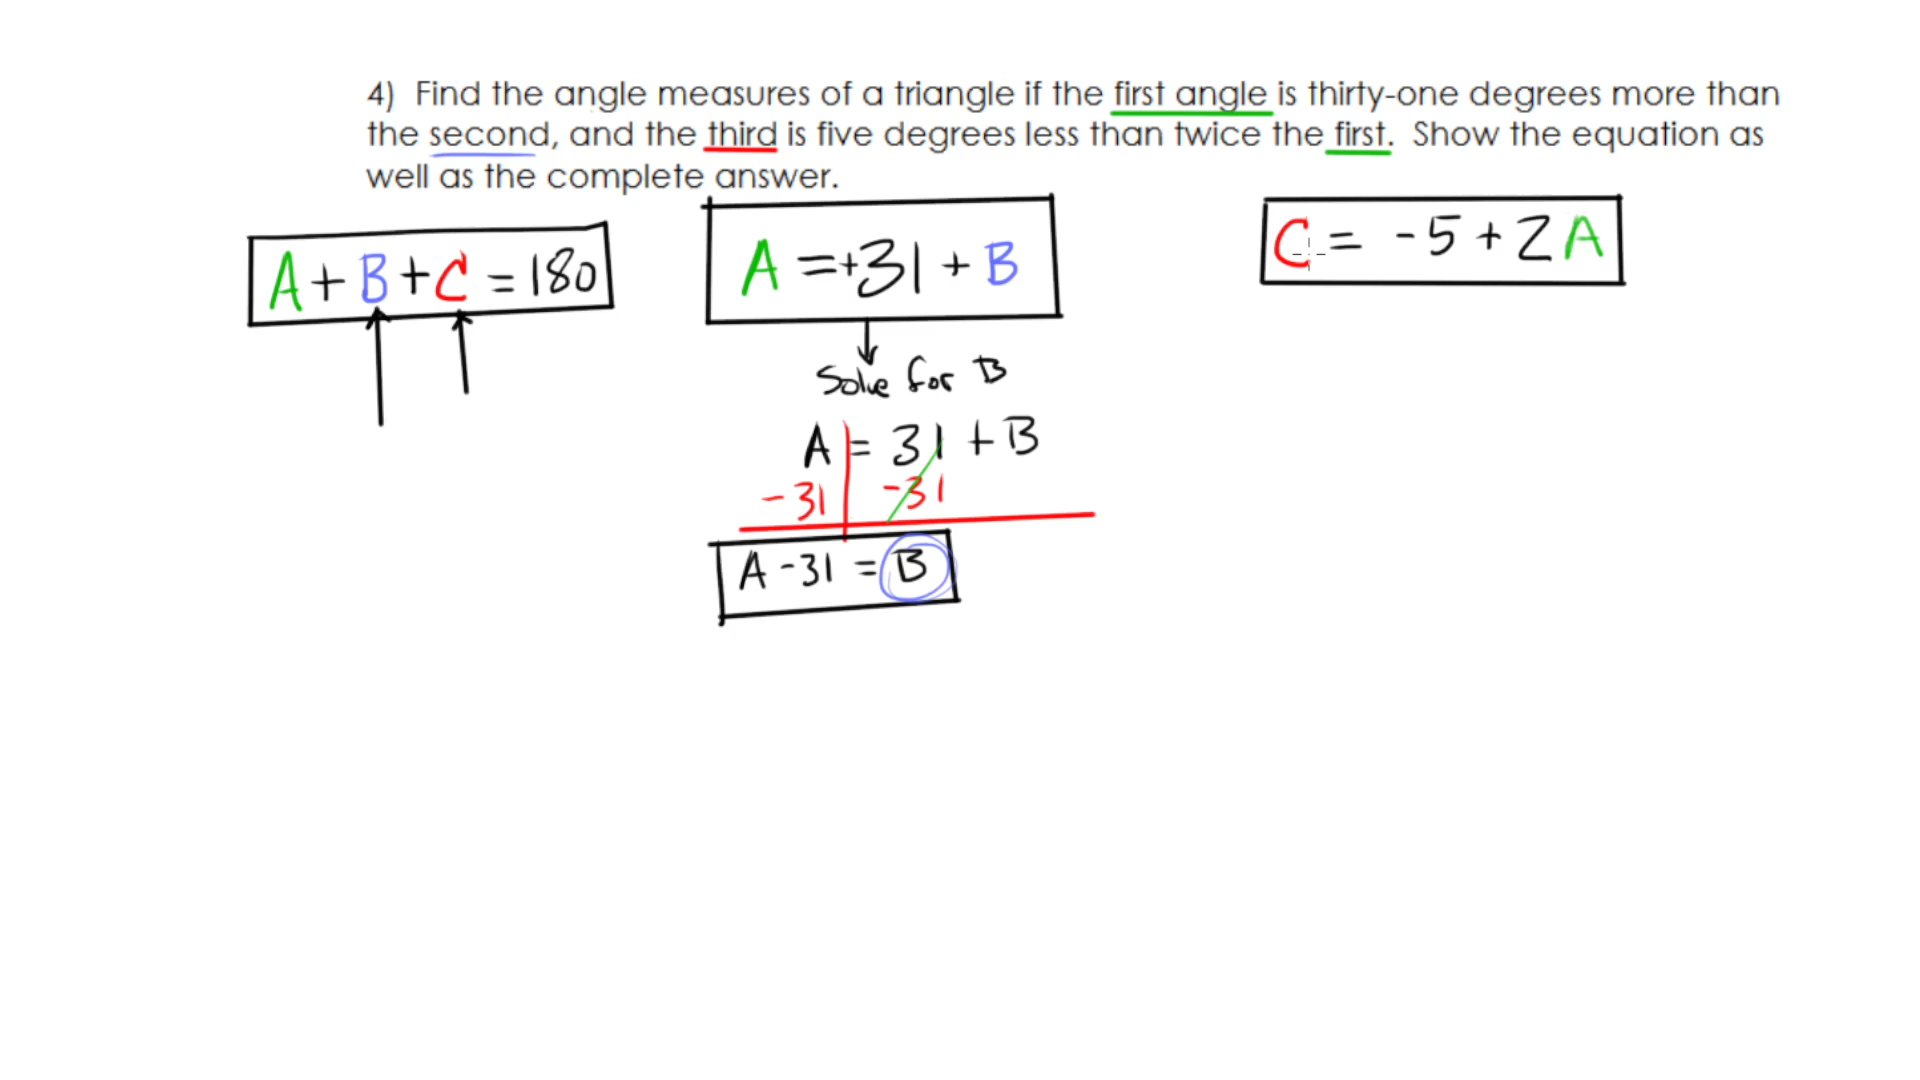 4) Find the angle measures of a triangle if the first angle is thirty-one degrees more than
the second, and the third is five degrees less than twice the first. Show the equation as
well as the complete answer.
A + B + C = 180
A = +31 + B
C = -5 + 2A
Solve for B
A = 31 + B
-31 -31
A - 31 = B